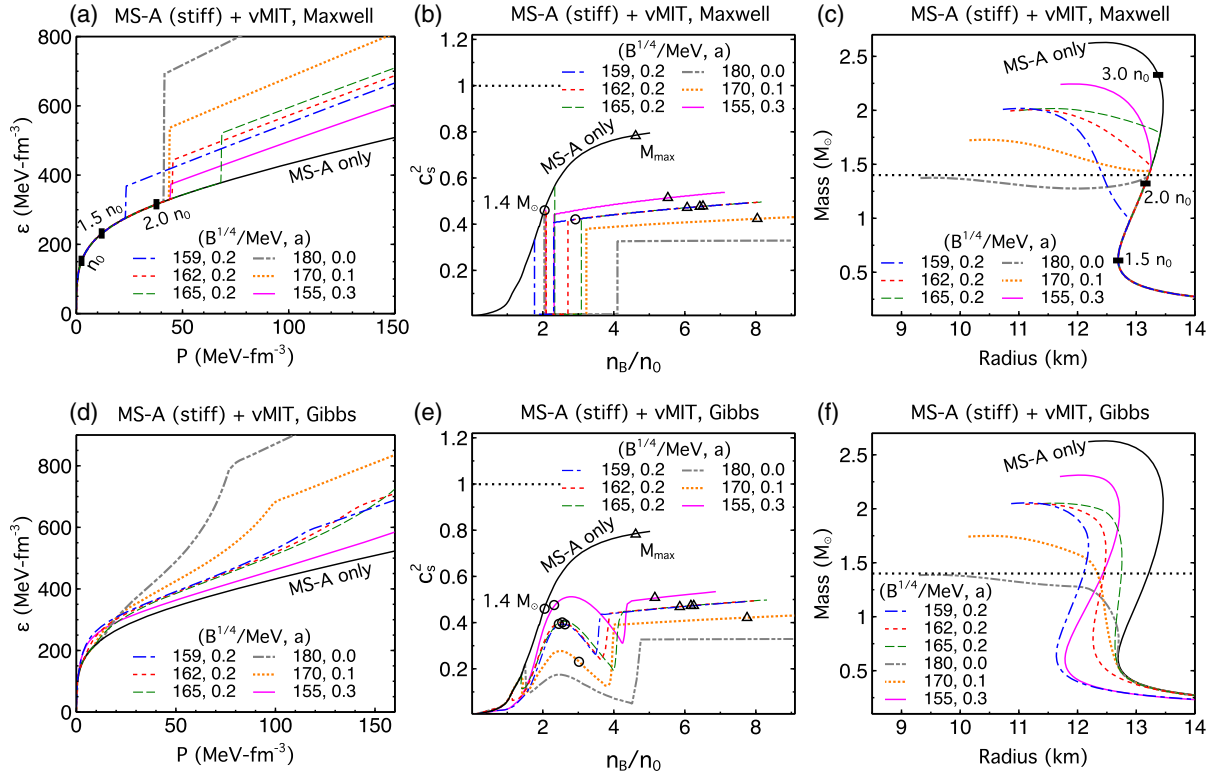 (a) MS-A (stiff) + vMIT, Maxwell
800
600
400
200
0
ε (MeV-fm⁻³)
MS-A only
n₀
1.5 n₀
2.0 n₀
(B^1/4/MeV, a)
159, 0.2 180, 0.0
162, 0.2 170, 0.1
165, 0.2 155, 0.3
0 50 100 150
P (MeV-fm⁻³)
(b) MS-A (stiff) + vMIT, Maxwell
1.2
1
0.8
0.6
0.4
0.2
c_s²
(B^1/4/MeV, a)
159, 0.2 180, 0.0
162, 0.2 170, 0.1
165, 0.2 155, 0.3
MS-A only
M_max
1.4 M⊙
0 2 4 6 8
n_B/n₀
(c) MS-A (stiff) + vMIT, Maxwell
2.5
2
1.5
1
0.5
Mass (M⊙)
MS-A only
3.0 n₀
2.0 n₀
1.5 n₀
(B^1/4/MeV, a)
159, 0.2 180, 0.0
162, 0.2 170, 0.1
165, 0.2 155, 0.3
9 10 11 12 13 14
Radius (km)
(d) MS-A (stiff) + vMIT, Gibbs
800
600
400
200
0
ε (MeV-fm⁻³)
MS-A only
(B^1/4/MeV, a)
159, 0.2 180, 0.0
162, 0.2 170, 0.1
165, 0.2 155, 0.3
0 50 100 150
P (MeV-fm⁻³)
(e) MS-A (stiff) + vMIT, Gibbs
1.2
1
0.8
0.6
0.4
0.2
c_s²
(B^1/4/MeV, a)
159, 0.2 180, 0.0
162, 0.2 170, 0.1
165, 0.2 155, 0.3
MS-A only
M_max
1.4 M⊙
0 2 4 6 8
n_B/n₀
(f) MS-A (stiff) + vMIT, Gibbs
2.5
2
1.5
1
0.5
Mass (M⊙)
MS-A only
(B^1/4/MeV, a)
159, 0.2
162, 0.2
165, 0.2
180, 0.0
170, 0.1
155, 0.3
9 10 11 12 13 14
Radius (km)